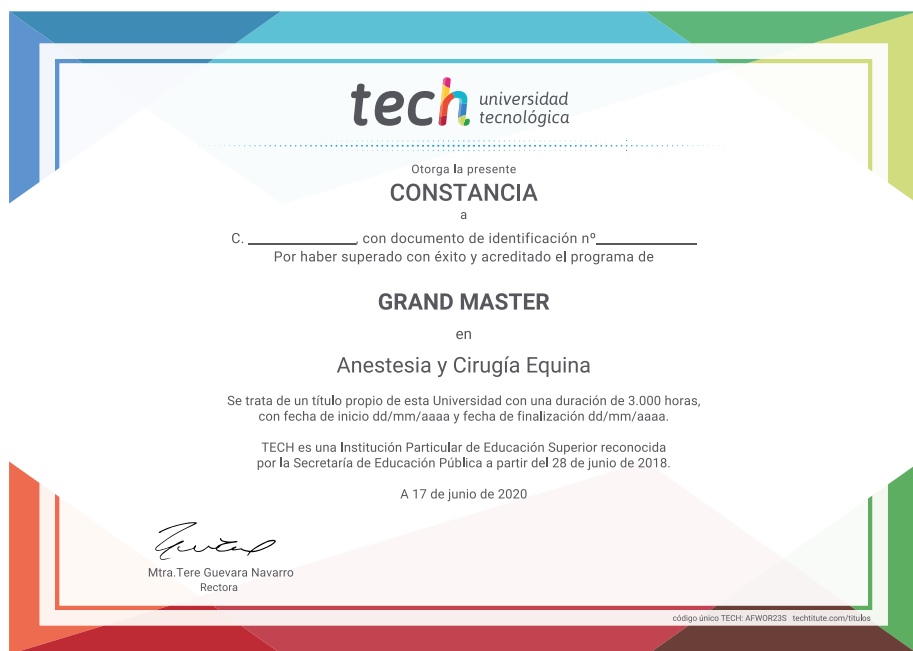 tech universidad
tecnológica
Otorga la presente
CONSTANCIA
a
C. ____________, con documento de identificación nº____________
Por haber superado con éxito y acreditado el programa de
GRAND MASTER
en
Anestesia y Cirugía Equina
Se trata de un título propio de esta Universidad con una duración de 3.000 horas,
con fecha de inicio dd/mm/aaaa y fecha de finalización dd/mm/aaaa.
TECH es una Institución Particular de Educación Superior reconocida
por la Secretaría de Educación Pública a partir del 28 de junio de 2018.
A 17 de junio de 2020
Mtra.Tere Guevara Navarro
Rectora
código único TECH: AFWOR23S techtitute.com/titulos